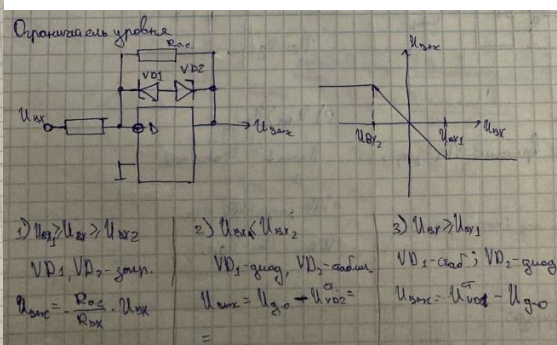 Ограничитель уровня
Rо.с.
VD1 VD2
Uвх
Uвых
Uвых
Uвх
Uвх2
Uвх1
1) Uвх1 ≥ Uвх ≥ Uвх2
VD1, VD2 - запр.
Uвых = - Rо.с. / Rвх · Uвх
2) Uвх < Uвх2
VD1 - диод, VD2 - стабил.
Uвых = Uд-о - Uст VD2 =
=
3) Uвх ≥ Uвх1
VD1 - стаб; VD2 - диод
Uвых = Uст VD1 - Uд-о